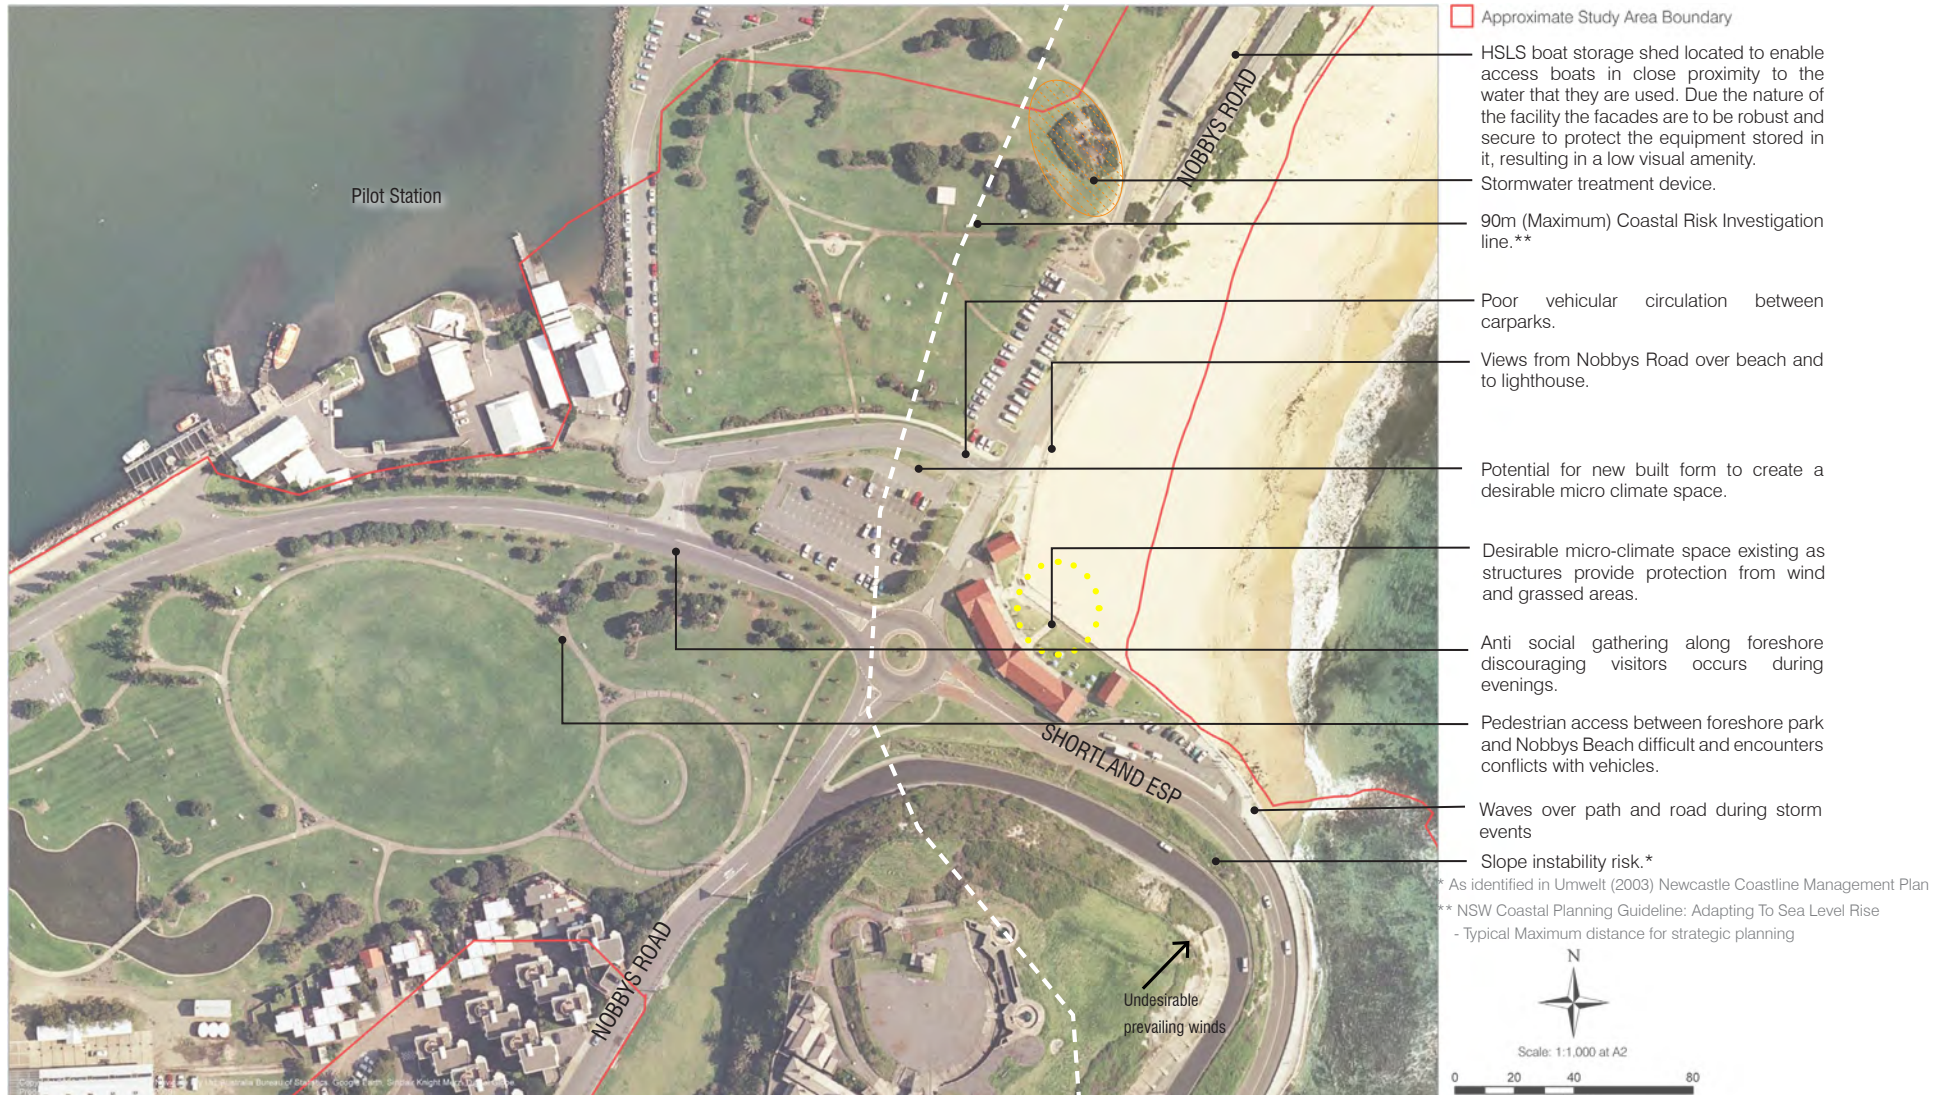 Approximate Study Area Boundary
HSLS boat storage shed located to enable
access boats in close proximity to the
water that they are used. Due the nature of
the facility the facades are to be robust and
secure to protect the equipment stored in
it, resulting in a low visual amenity.
Stormwater treatment device.
90m (Maximum) Coastal Risk Investigation
line.**
Poor vehicular circulation between
carparks.
Views from Nobbys Road over beach and
to lighthouse.
Potential for new built form to create a
desirable micro climate space.
Desirable micro-climate space existing as
structures provide protection from wind
and grassed areas.
Anti social gathering along foreshore
discouraging visitors occurs during
evenings.
Pedestrian access between foreshore park
and Nobbys Beach difficult and encounters
conflicts with vehicles.
Waves over path and road during storm
events
Slope instability risk.*
* As identified in Umwelt (2003) Newcastle Coastline Management Plan
** NSW Coastal Planning Guideline: Adapting To Sea Level Rise
- Typical Maximum distance for strategic planning
N
Scale: 1:1,000 at A2
0 20 40 80
Pilot Station
NOBBYS ROAD
SHORTLAND ESP
NOBBYS ROAD
Undesirable
prevailing winds
Australia Bureau of Statistics, Google Earth, Sinclair Knight Merz